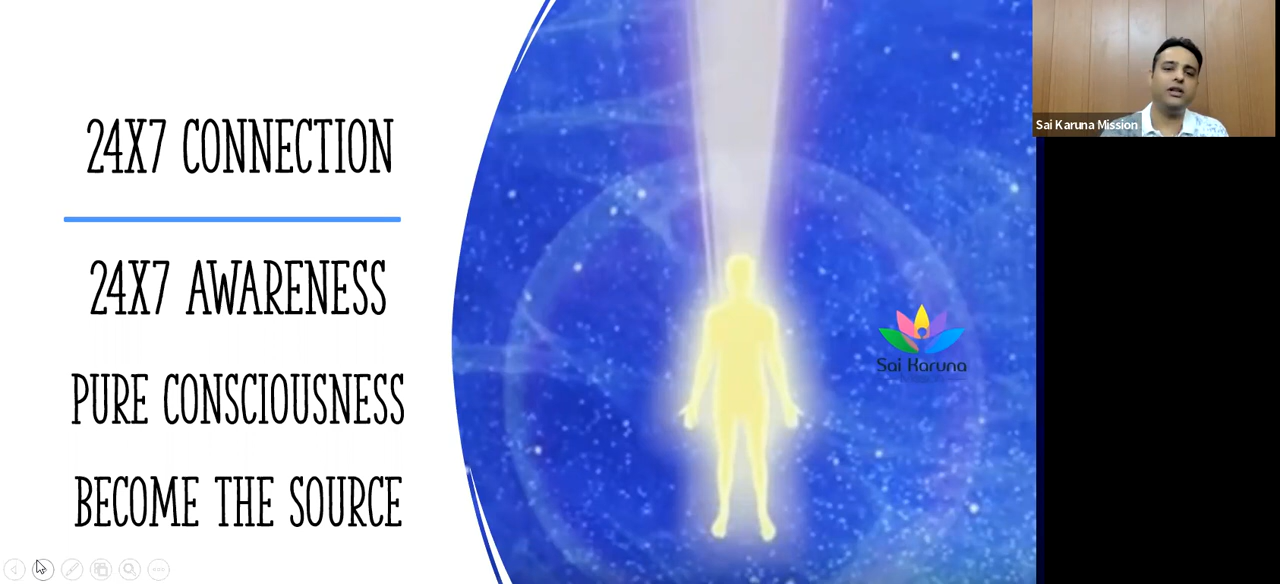 24X7 CONNECTION
24X7 AWARENESS
PURE CONSCIOUSNESS
BECOME THE SOURCE
Sai Karuna
Sai Karuna Mission